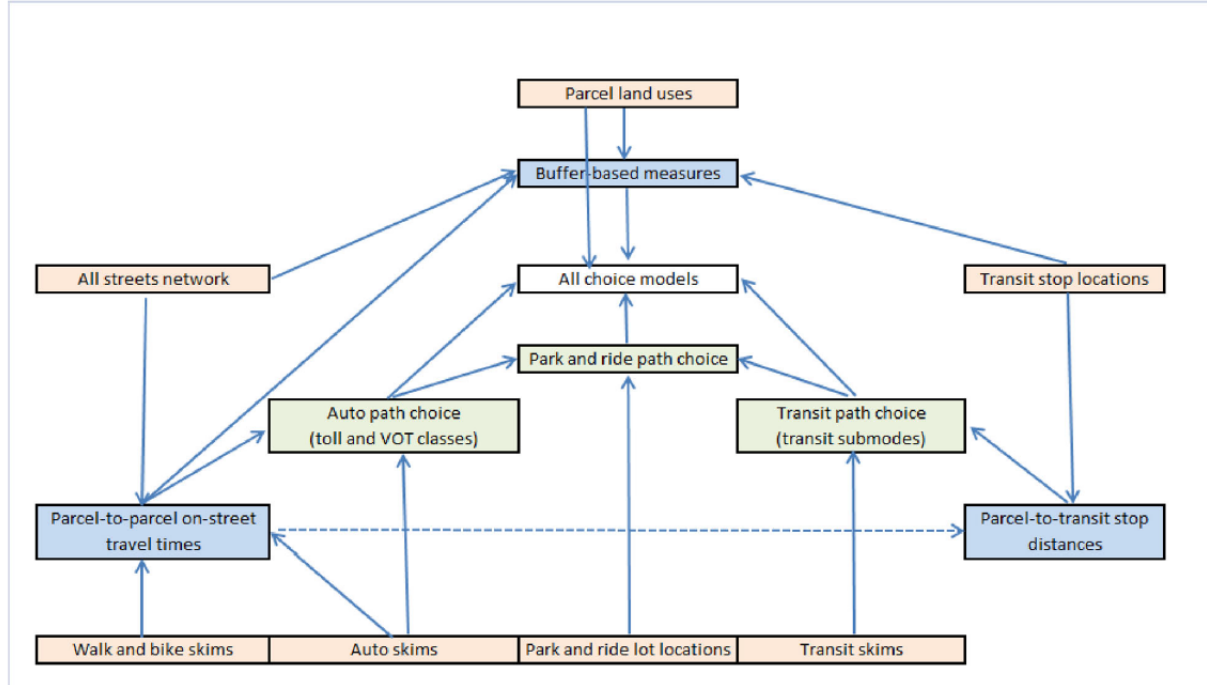 Parcel land uses
Buffer-based measures
All streets network
All choice models
Transit stop locations
Park and ride path choice
Auto path choice
(toll and VOT classes)
Transit path choice
(transit submodes)
Parcel-to-parcel on-street
travel times
Parcel-to-transit stop
distances
Walk and bike skims
Auto skims
Park and ride lot locations
Transit skims